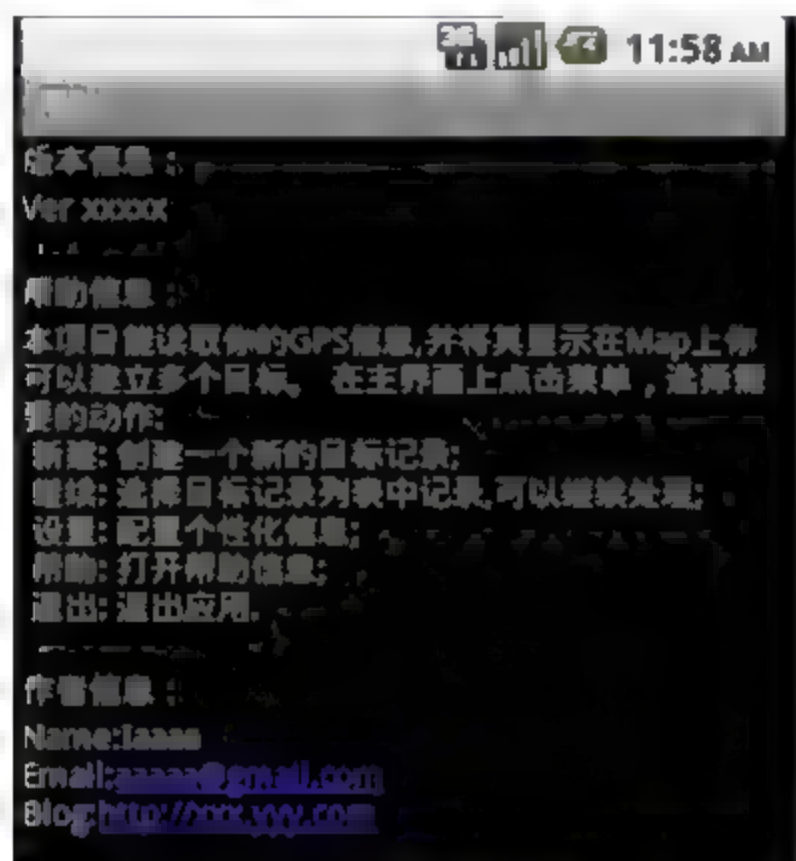 11:58 AM
版本信息：
Ver xxxxx
帮助信息：
本项目能读取你的GPS信息,并将其显示在Map上你
可以建立多个目标。 在主界面上点击菜单，选择需
要的动作:
新建: 创建一个新的目标记录;
继续: 选择目标记录列表中记录,可以继续处理;
设置: 配置个性化信息;
帮助: 打开帮助信息;
退出: 退出应用.
作者信息：
Name:
Email:aaaaa@gmail.com
Blog:http://xxx.yyy.com